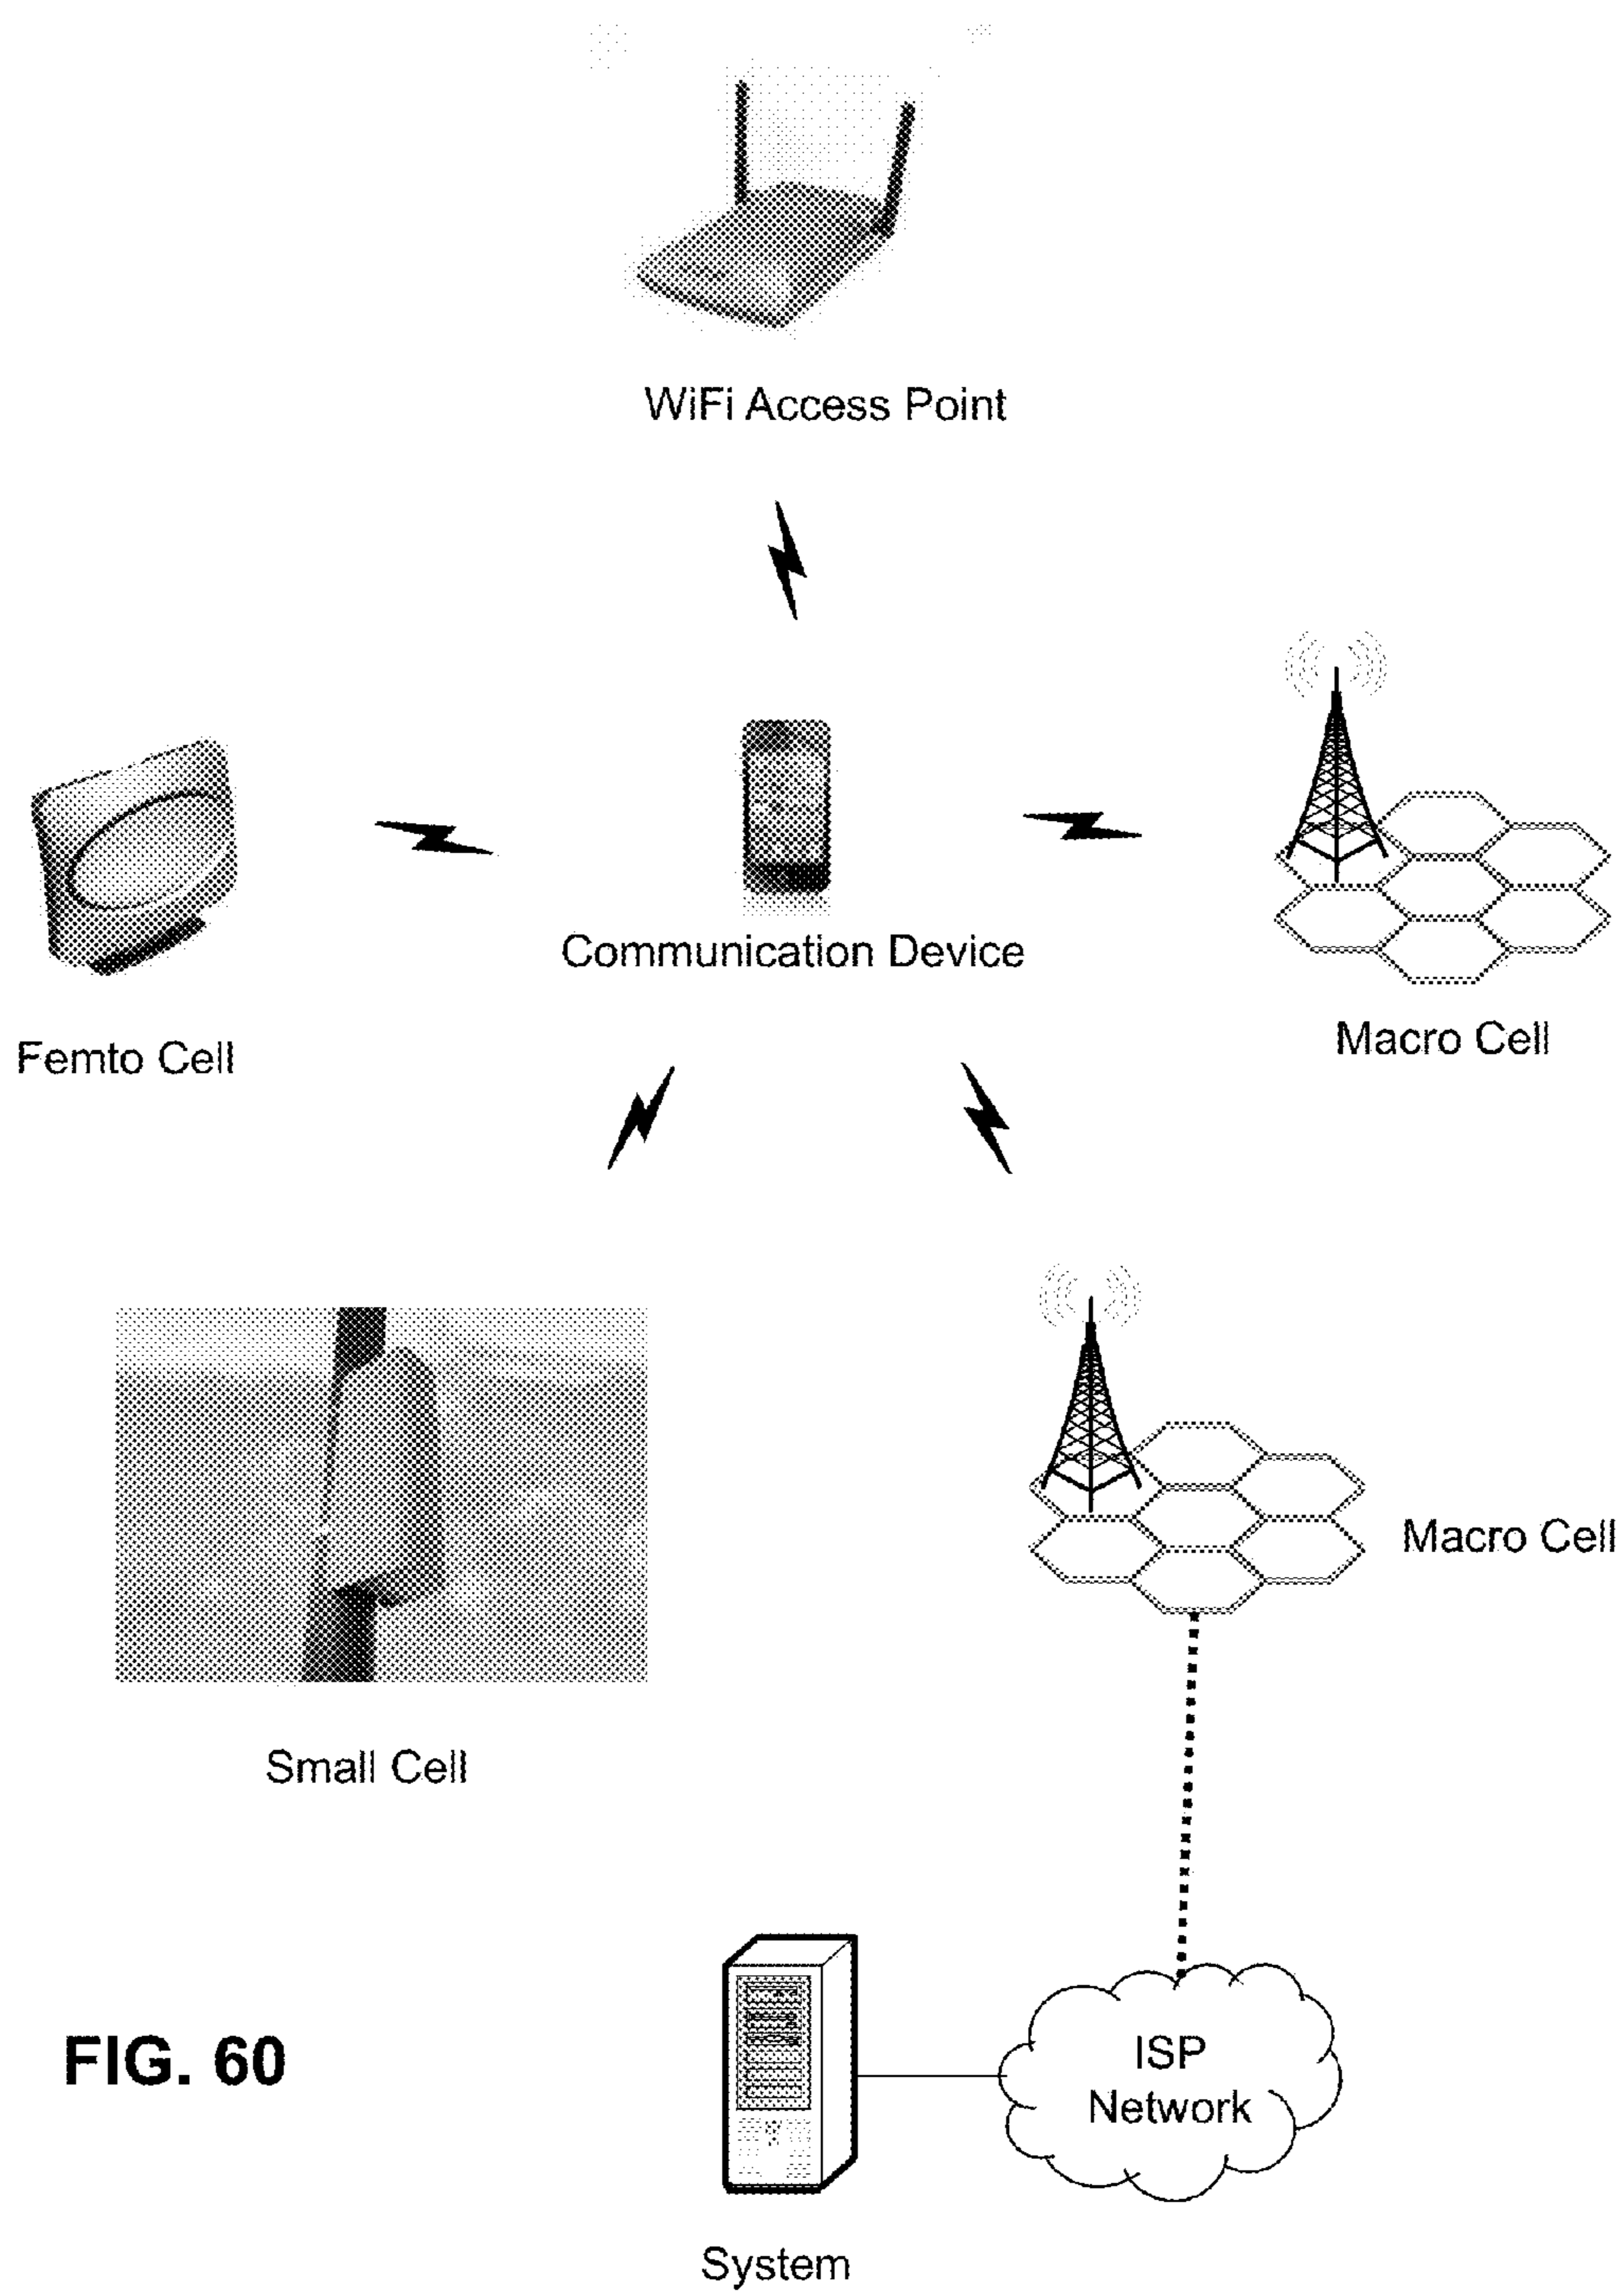 WiFi Access Point
Communication Device
Femto Cell
Macro Cell
Macro Cell
Small Cell
FIG. 60
ISP
Network
System